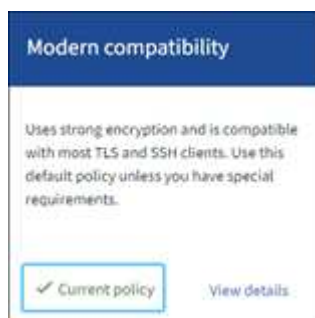 Modern compatibility
Uses strong encryption and is compatible
with most TLS and SSH clients. Use this
default policy unless you have special
requirements.
✓ Current policy
View details